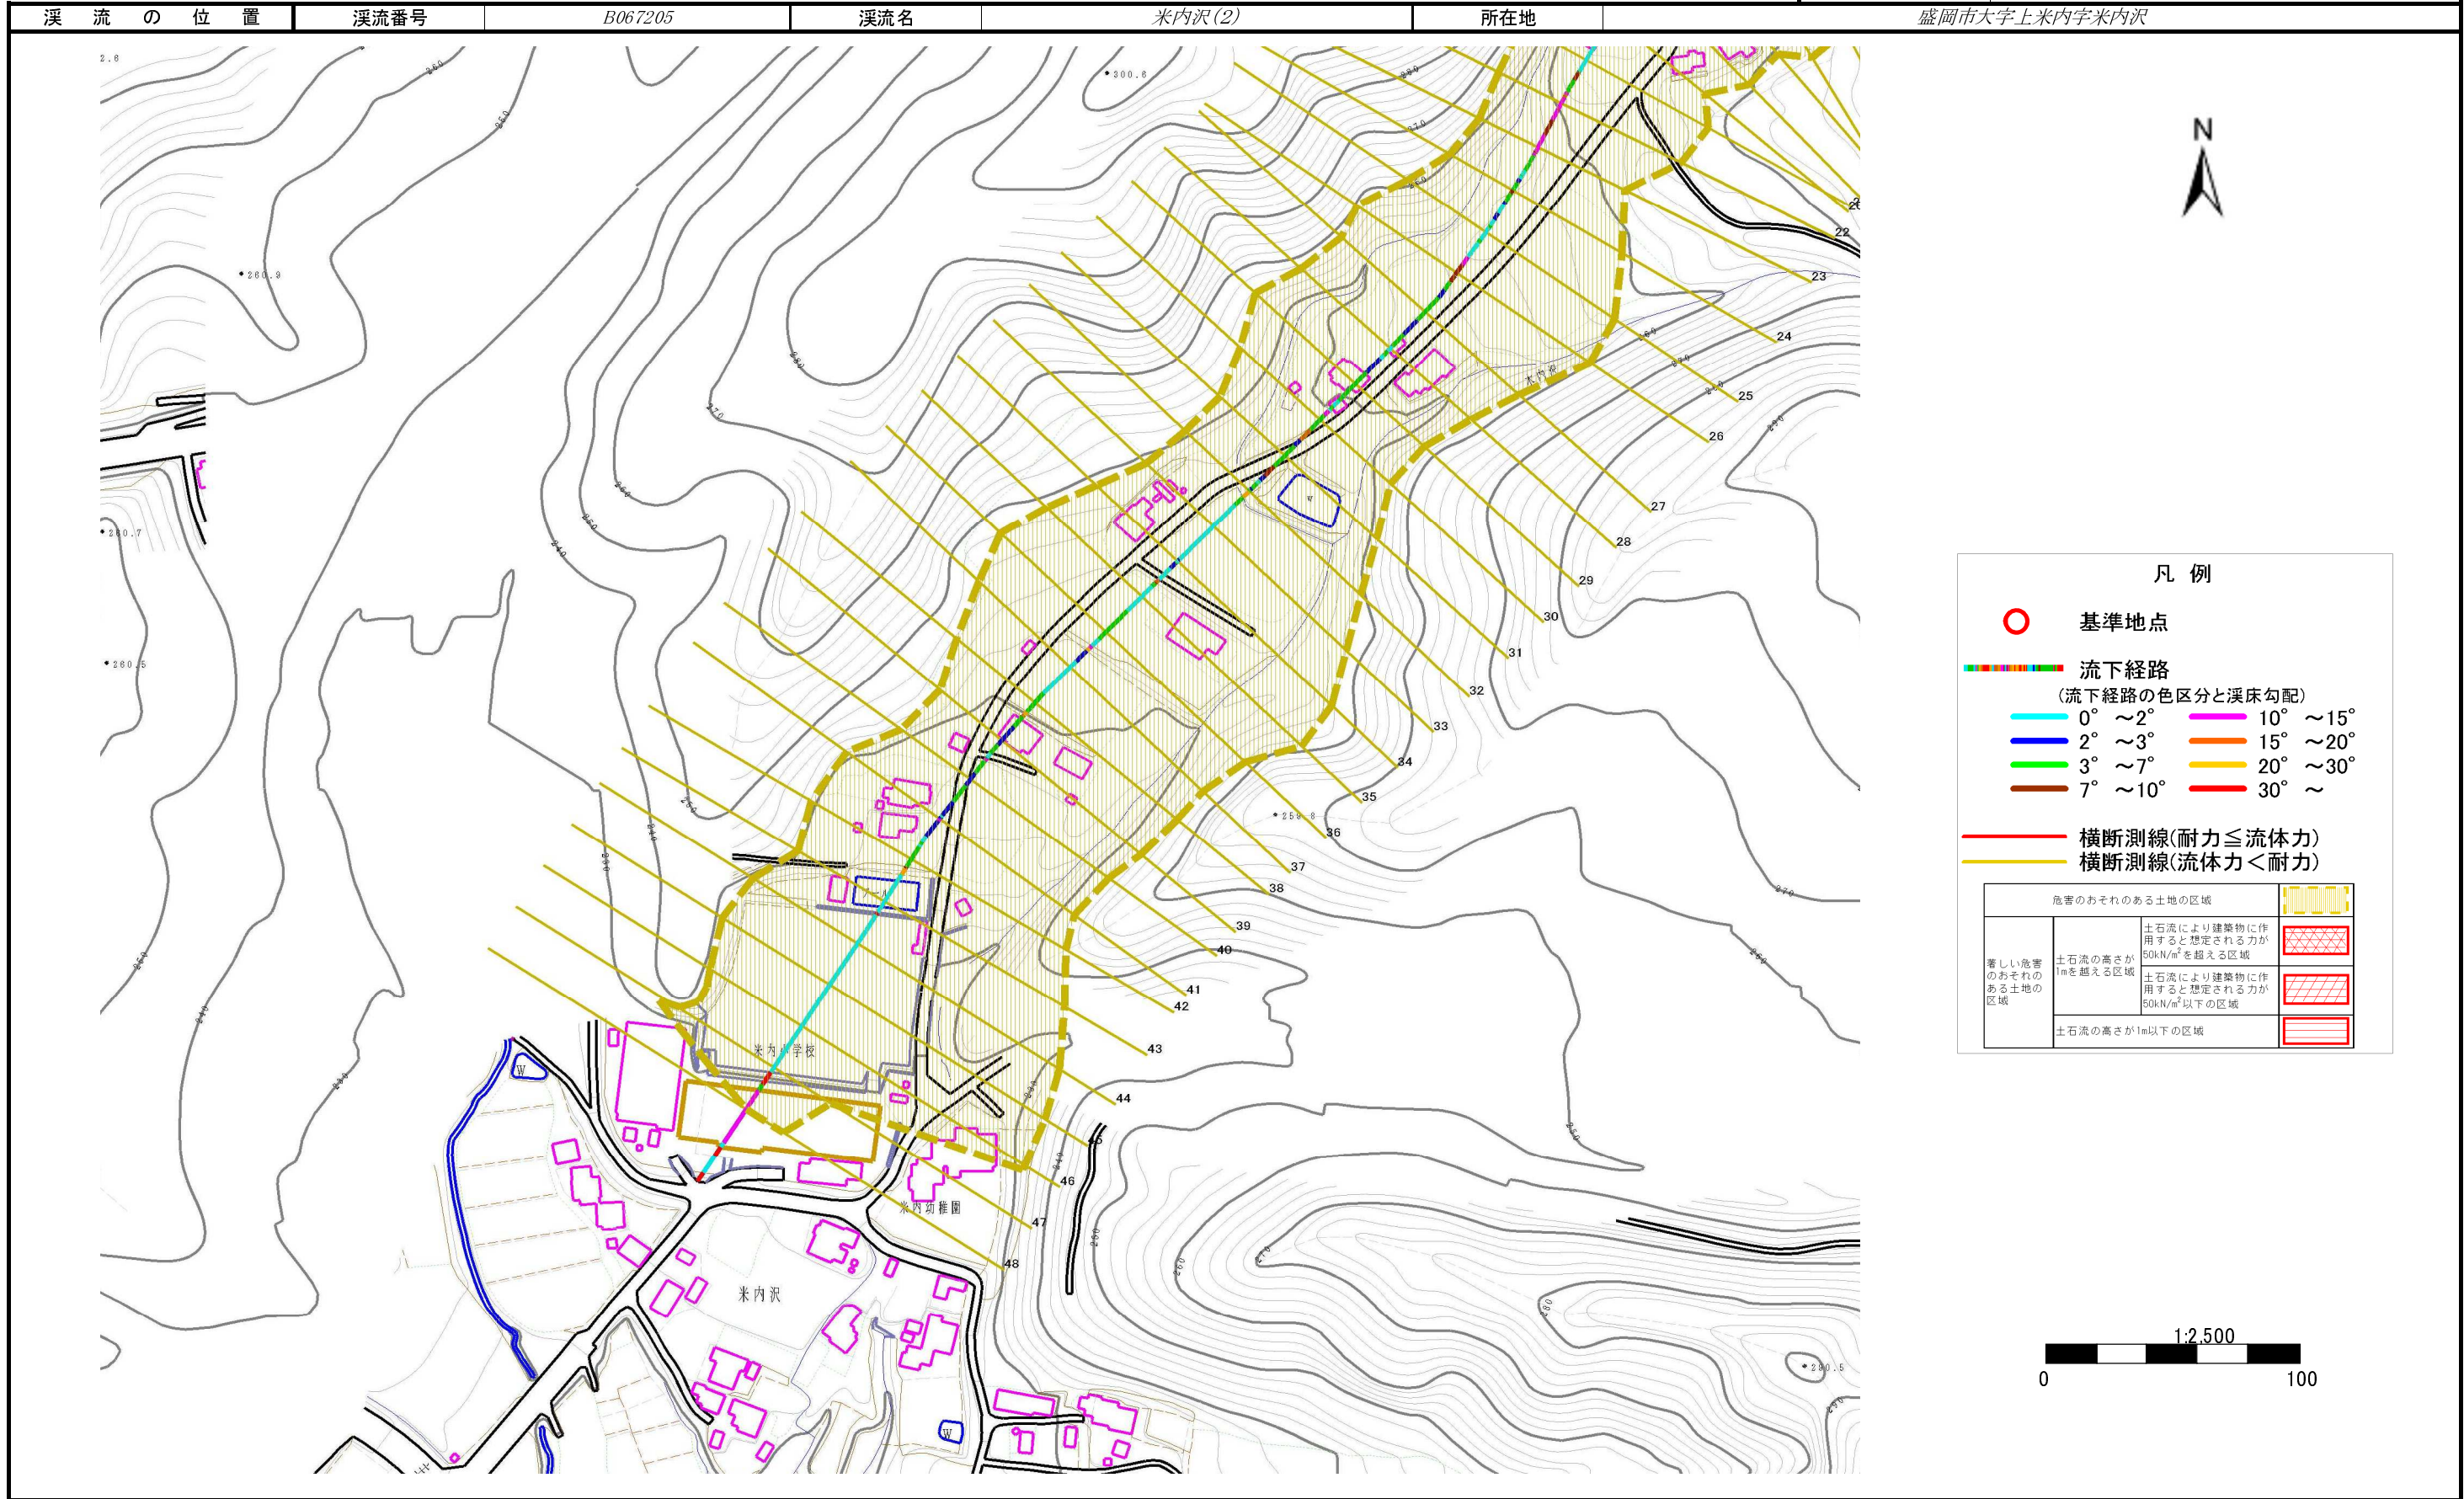 渓流の位置 渓流番号 B067205 渓流名 米内沢(2) 所在地 盛岡市大字上米内字米内沢
N
300.6
260.9
260.5
22
23
24
25
26
27
28
29
30
31
32
33
34
35
36
37
38
39
40
41
42
43
44
45
46
47
48
W
プール
米内小学校
米内幼稚園
米内沢
W
凡 例
基準地点
流下経路
(流下経路の色区分と渓床勾配)
0° ～2° 10° ～15°
2° ～3° 15° ～20°
3° ～7° 20° ～30°
7° ～10° 30° ～
横断測線(耐力≦流体力)
横断測線(流体力＜耐力)
危害のおそれのある土地の区域
著しい危害のおそれのある土地の区域
土石流の高さが1mを越える区域
土石流により建築物に作用すると想定される力が50kN/m²を超える区域
土石流により建築物に作用すると想定される力が50kN/m²以下の区域
土石流の高さが1m以下の区域
1:2,500
0 100